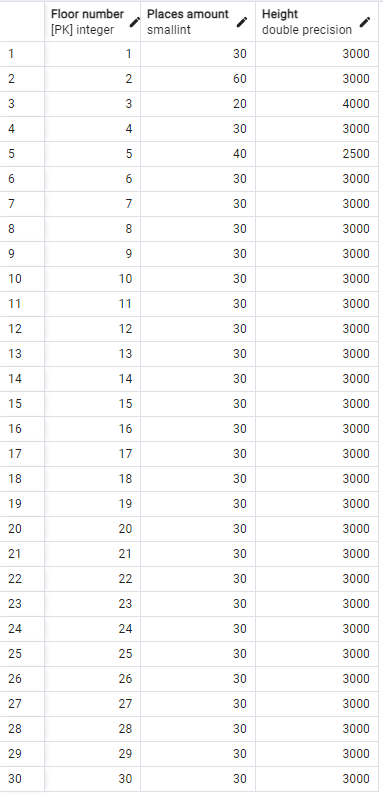 Floor number Places amount Height
[PK] integer smallint double precision
1 1 30 3000
2 2 60 3000
3 3 20 4000
4 4 30 3000
5 5 40 2500
6 6 30 3000
7 7 30 3000
8 8 30 3000
9 9 30 3000
10 10 30 3000
11 11 30 3000
12 12 30 3000
13 13 30 3000
14 14 30 3000
15 15 30 3000
16 16 30 3000
17 17 30 3000
18 18 30 3000
19 19 30 3000
20 20 30 3000
21 21 30 3000
22 22 30 3000
23 23 30 3000
24 24 30 3000
25 25 30 3000
26 26 30 3000
27 27 30 3000
28 28 30 3000
29 29 30 3000
30 30 30 3000